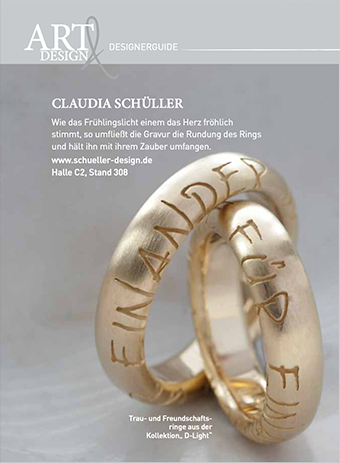 ART &
DESIGN
DESIGNERGUIDE
CLAUDIA SCHÜLLER
Wie das Frühlingslicht einem das Herz fröhlich
stimmt, so umfließt die Gravur die Rundung des Rings
und hält ihn mit ihrem Zauber umfangen.
www.schueller-design.de
Halle C2, Stand 308
EINANDER
FÜR EIN
Trau- und Freundschafts-
ringe aus der
Kollektion„ D-Light“